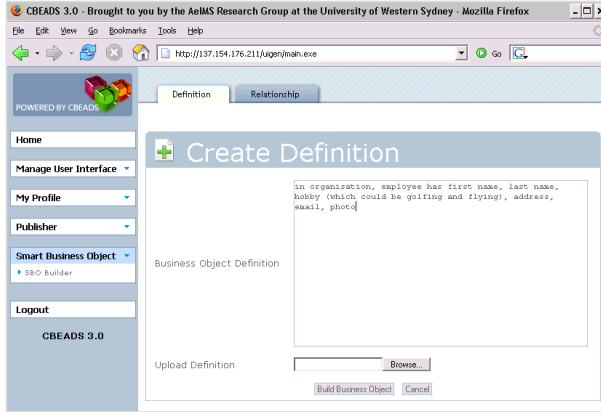 CBEADS 3.0 - Brought to you by the AeIMS Research Group at the University of Western Sydney - Mozilla Firefox
File Edit View Go Bookmarks Tools Help
http://137.154.176.211/uigen/main.exe
Go
G
POWERED BY CBEADS
Definition Relationship
Home
Manage User Interface
My Profile
Publisher
Smart Business Object
SBO Builder
Logout
CBEADS 3.0
Create Definition
Business Object Definition
in organisation, employee has first name, last name,
hobby (which could be golfing and flying), address,
email, photo
Upload Definition
Browse...
Build Business Object Cancel